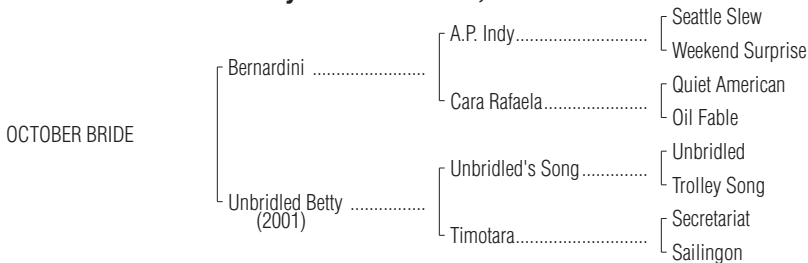 Seattle Slew
A.P. Indy............................
Weekend Surprise
Bernardini ........................
Quiet American
Cara Rafaela......................
Oil Fable
OCTOBER BRIDE
Unbridled
Unbridled's Song ..............
Trolley Song
Unbridled Betty ................
(2001)
Secretariat
Timotara............................
Sailingon